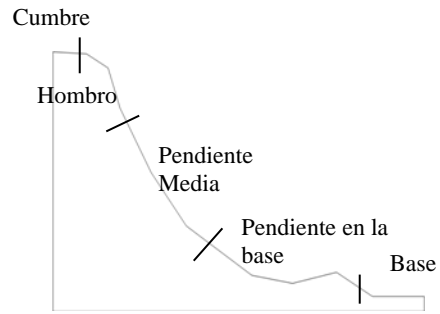 Cumbre
Hombro
Pendiente
Media
Pendiente en la
base
Base